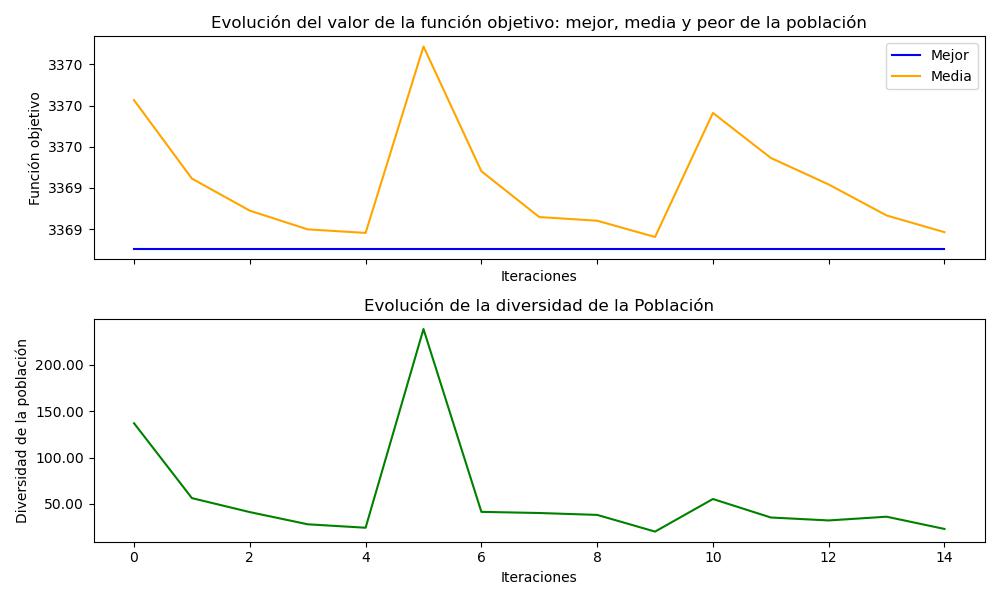 Evolución del valor de la función objetivo: mejor, media y peor de la población
Función objetivo
3370
3370
3370
3369
3369
Mejor
Media
Iteraciones
Evolución de la diversidad de la Población
Diversidad de la población
200.00
150.00
100.00
50.00
0 2 4 6 8 10 12 14
Iteraciones